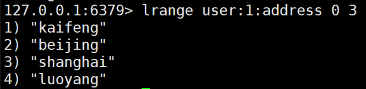 127.0.0.1:6379> lrange user:1:address 0 3
1) "kaifeng"
2) "beijing"
3) "shanghai"
4) "luoyang"